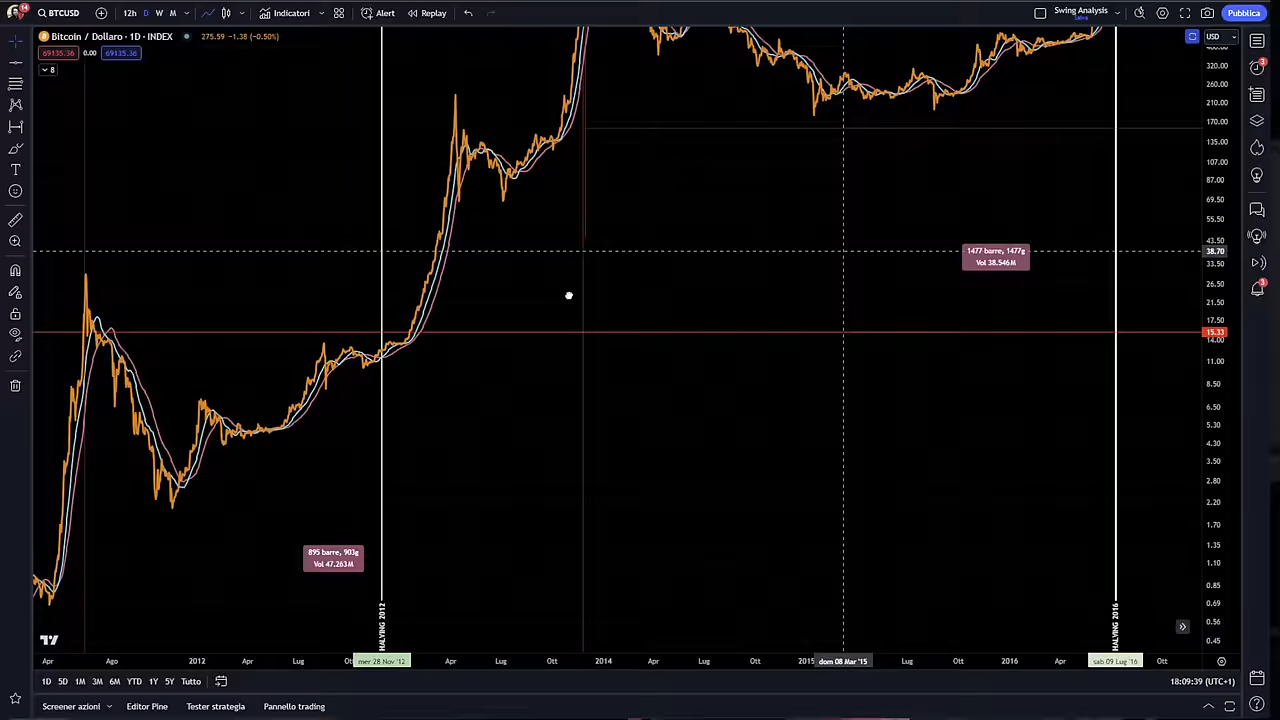 14
BTCUSD
12h D W M
Indicatori
Alert
Replay
Swing Analysis
Salva
Pubblica
Bitcoin / Dollaro · 1D · INDEX
275.59 −1.38 (−0.50%)
69135.36 0.00 69135.36
8
USD
400.00
320.00
260.00
210.00
170.00
135.00
107.00
87.00
69.50
55.50
43.50
38.70
33.50
26.50
21.50
17.50
15.33
14.00
11.00
8.50
6.50
5.30
4.30
3.50
2.80
2.20
1.70
1.35
1.10
0.85
0.69
0.56
0.45
3
3
1477 barre, 1477g
Vol 38.546M
895 barre, 903g
Vol 47.263M
HALVING 2012
HALVING 2016
Apr Ago 2012 Apr Lug mer 28 Nov '12 Apr Lug Ott 2014 Apr Lug Ott 2015 dom 08 Mar '15 Lug Ott 2016 Apr sab 09 Lug '16 Ott
1D 5D 1M 3M 6M YTD 1Y 5Y Tutto
18:09:39 (UTC+1)
Screener azioni
Editor Pine
Tester strategia
Pannello trading